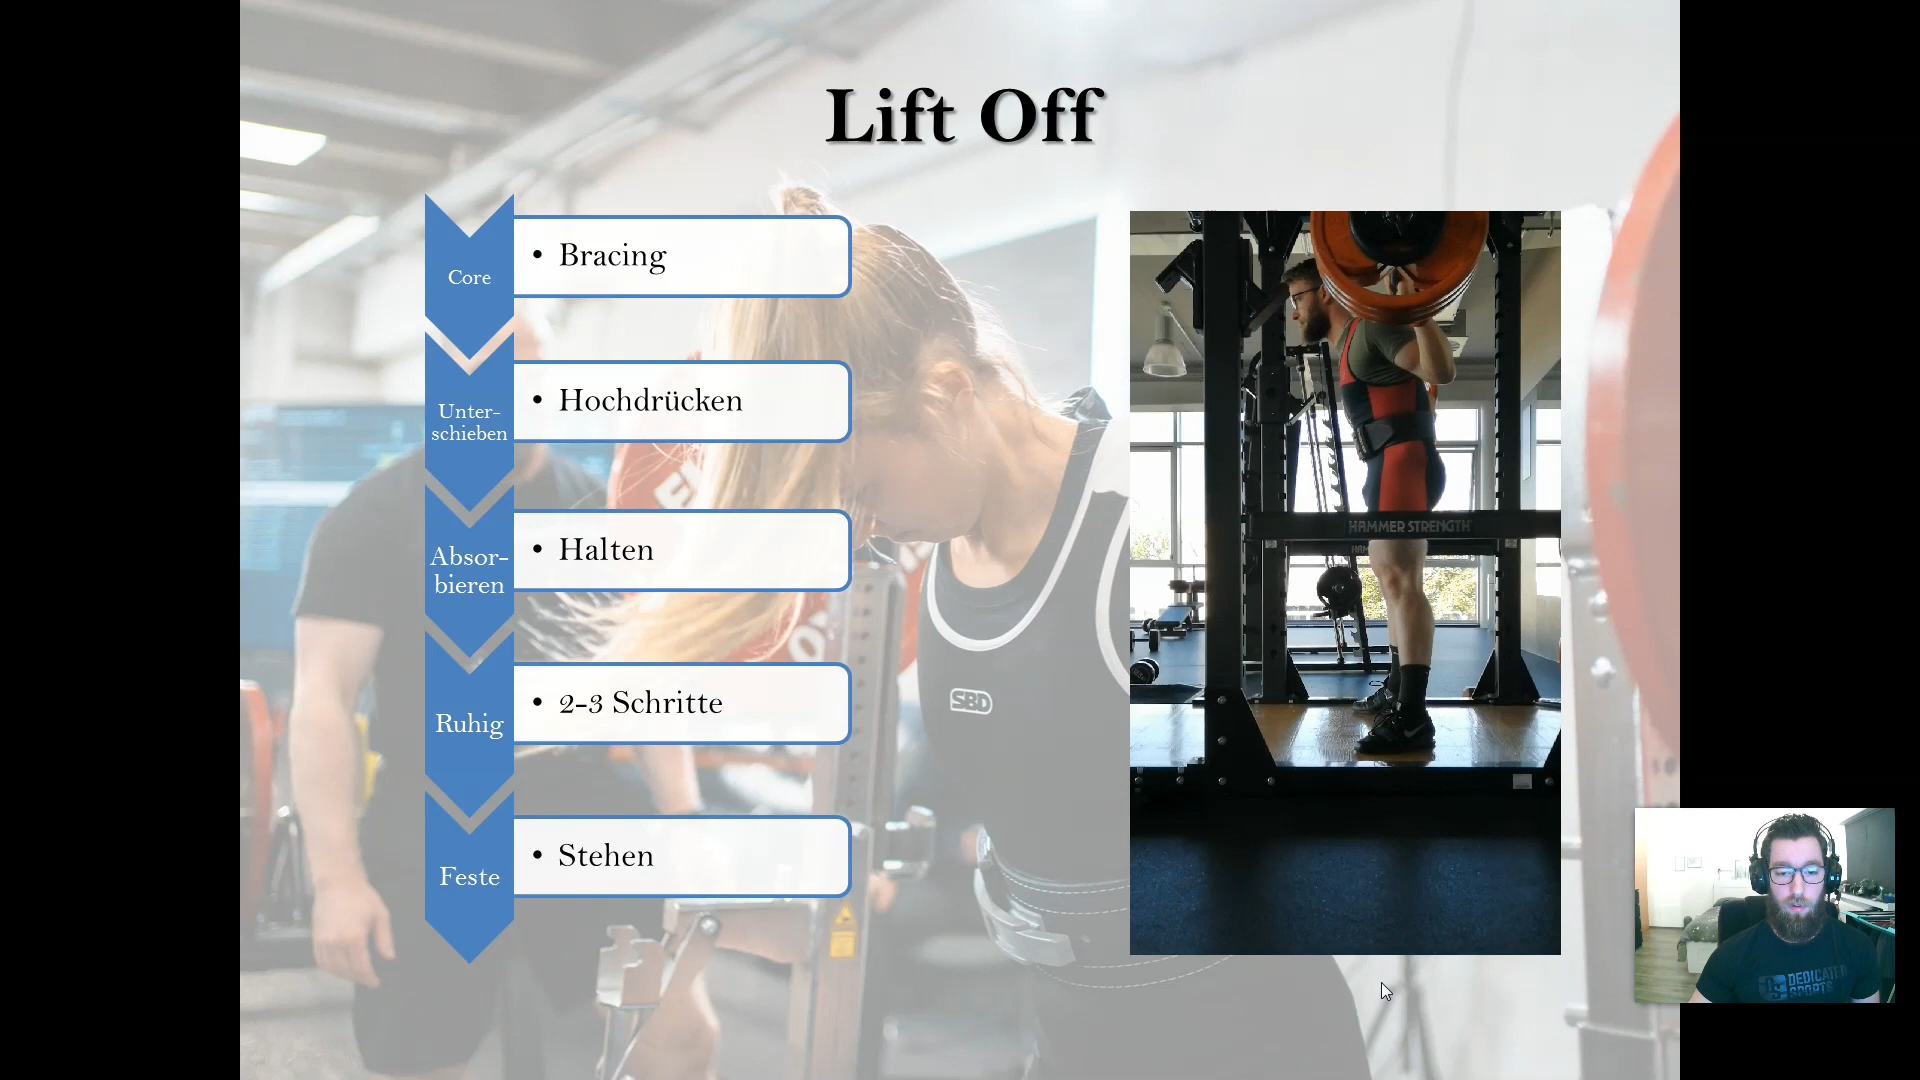 Lift Off
Core
• Bracing
Unter-
schieben
• Hochdrücken
Absor-
bieren
• Halten
Ruhig
• 2-3 Schritte
Feste
• Stehen
SBD
HAMMER STRENGTH
HAM
DEDICATED
SPORTS